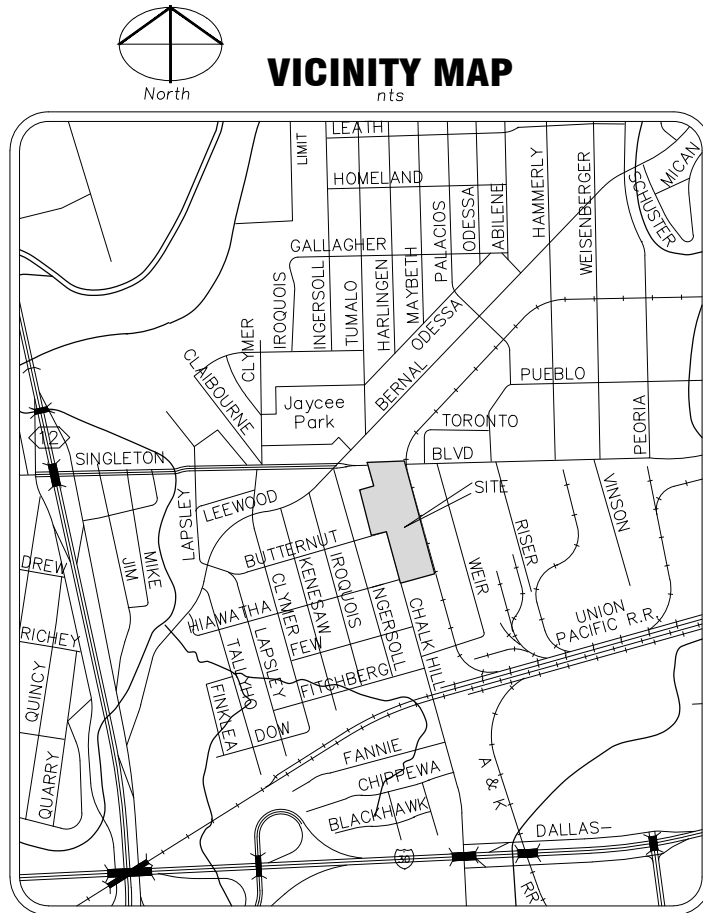 North
VICINITY MAP
nts
LEATH
LIMIT
HOMELAND
GALLAGHER
IROQUOIS
INGERSOLL
TUMALO
HARLINGEN
MAYBETH
PALACIOS
ODESSA
ABILENE
HAMMERLY
WEISENBERGER
SCHUSTER
MICAN
CLYMER
CLAIBOURNE
ODESSA
BERNAL
Jaycee
Park
PUEBLO
TORONTO
BLVD
PEORIA
12
SINGLETON
LAPSLEY
LEEWOOD
SITE
VINSON
RISER
WEIR
DREW
JIM
MIKE
BUTTERNUT
IROQUOIS
KENESAW
CLYMER
HIAWATHA
NGERSOLL
CHALK HILL
UNION
PACIFIC R.R.
RICHEY
FEW
LAPSLEY
TALLYHO
FITCHBERG
FINKLEA
DOW
QUINCY
QUARRY
FANNIE
CHIPPEWA
BLACKHAWK
A & K
RR
30
DALLAS–